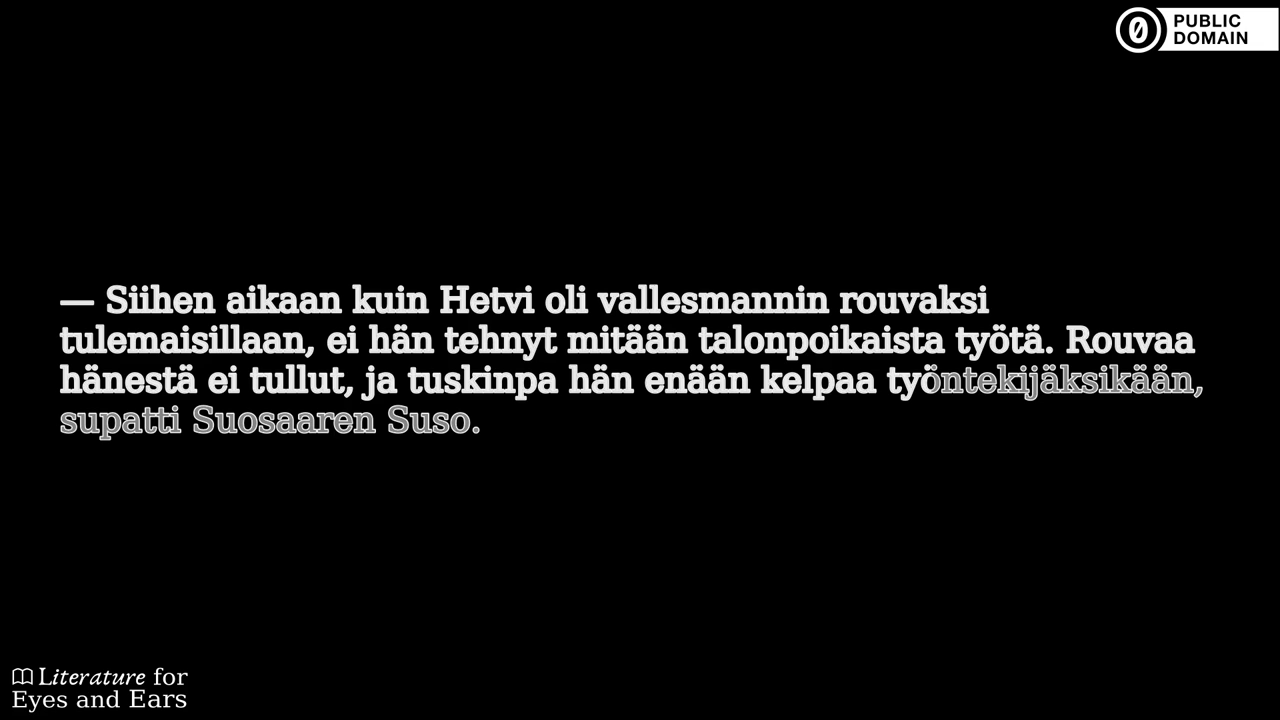 PUBLIC
DOMAIN
— Siihen aikaan kuin Hetvi oli vallesmannin rouvaksi
tulemaisillaan, ei hän tehnyt mitään talonpoikaista työtä. Rouvaa
hänestä ei tullut, ja tuskinpa hän enään kelpaa työntekijäksikään,
supatti Suosaaren Suso.
Literature for
Eyes and Ears